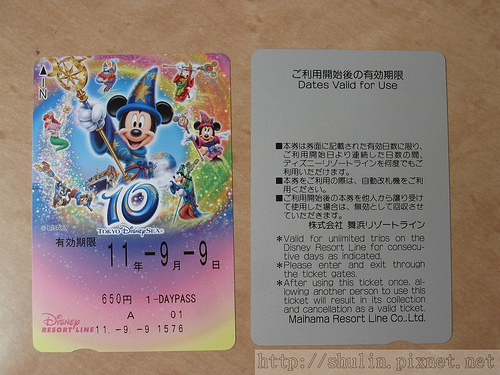 ▲IN
10
TOKYO DisneySEA
有効期限
11年-9月-9日
650円 1-DAYPASS
A 01
Disney
RESORT LINE
11.-9.-9 1576
ご利用開始後の有効期限
Dates Valid for Use
■本券は券面に記載された有効日数に限り、
ご利用開始日より連続した日数の間、
ディズニーリゾートラインを何度でもご
利用いただけます。
■本券をご利用の際は、自動改札機をご利
用ください。
■ご利用開始後の本券を他人から譲り受け
て使用した場合は、無効として回収させ
ていただきます。
株式会社 舞浜リゾートライン
*Valid for unlimited trips on the
Disney Resort Line for consecu-
tive days as indicated.
*Please enter and exit through
the ticket gates.
*After using this ticket once, al-
lowing another person to use this
ticket will result in its collection
and cancellation as a valid ticket.
Maihama Resort Line Co.,Ltd.
http://shulin.pixnet.net